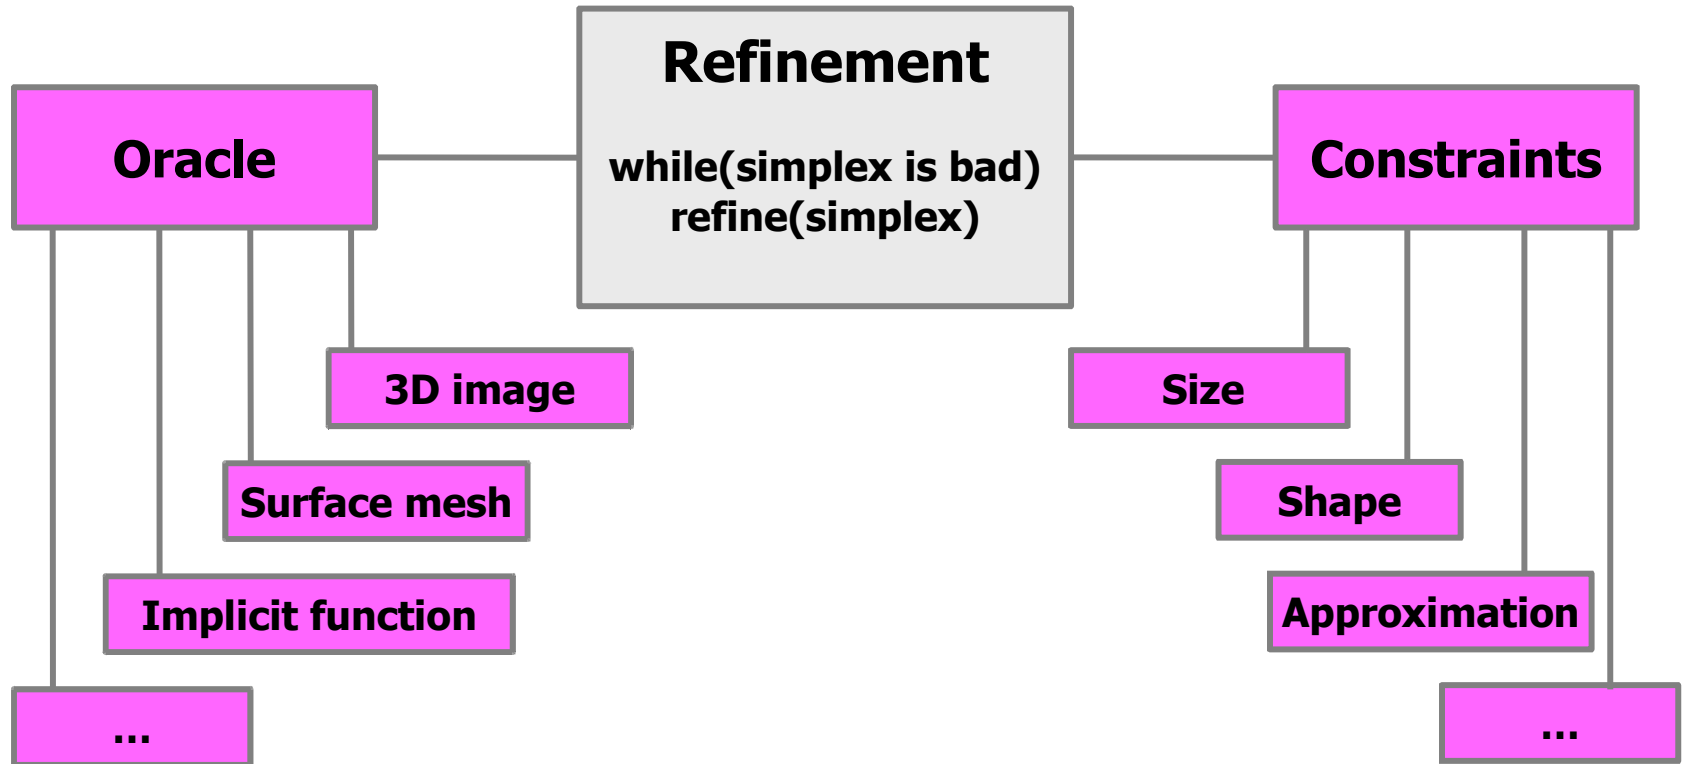 Refinement
while(simplex is bad)
refine(simplex)
Oracle
3D image
Surface mesh
Implicit function
...
Constraints
Size
Shape
Approximation
...